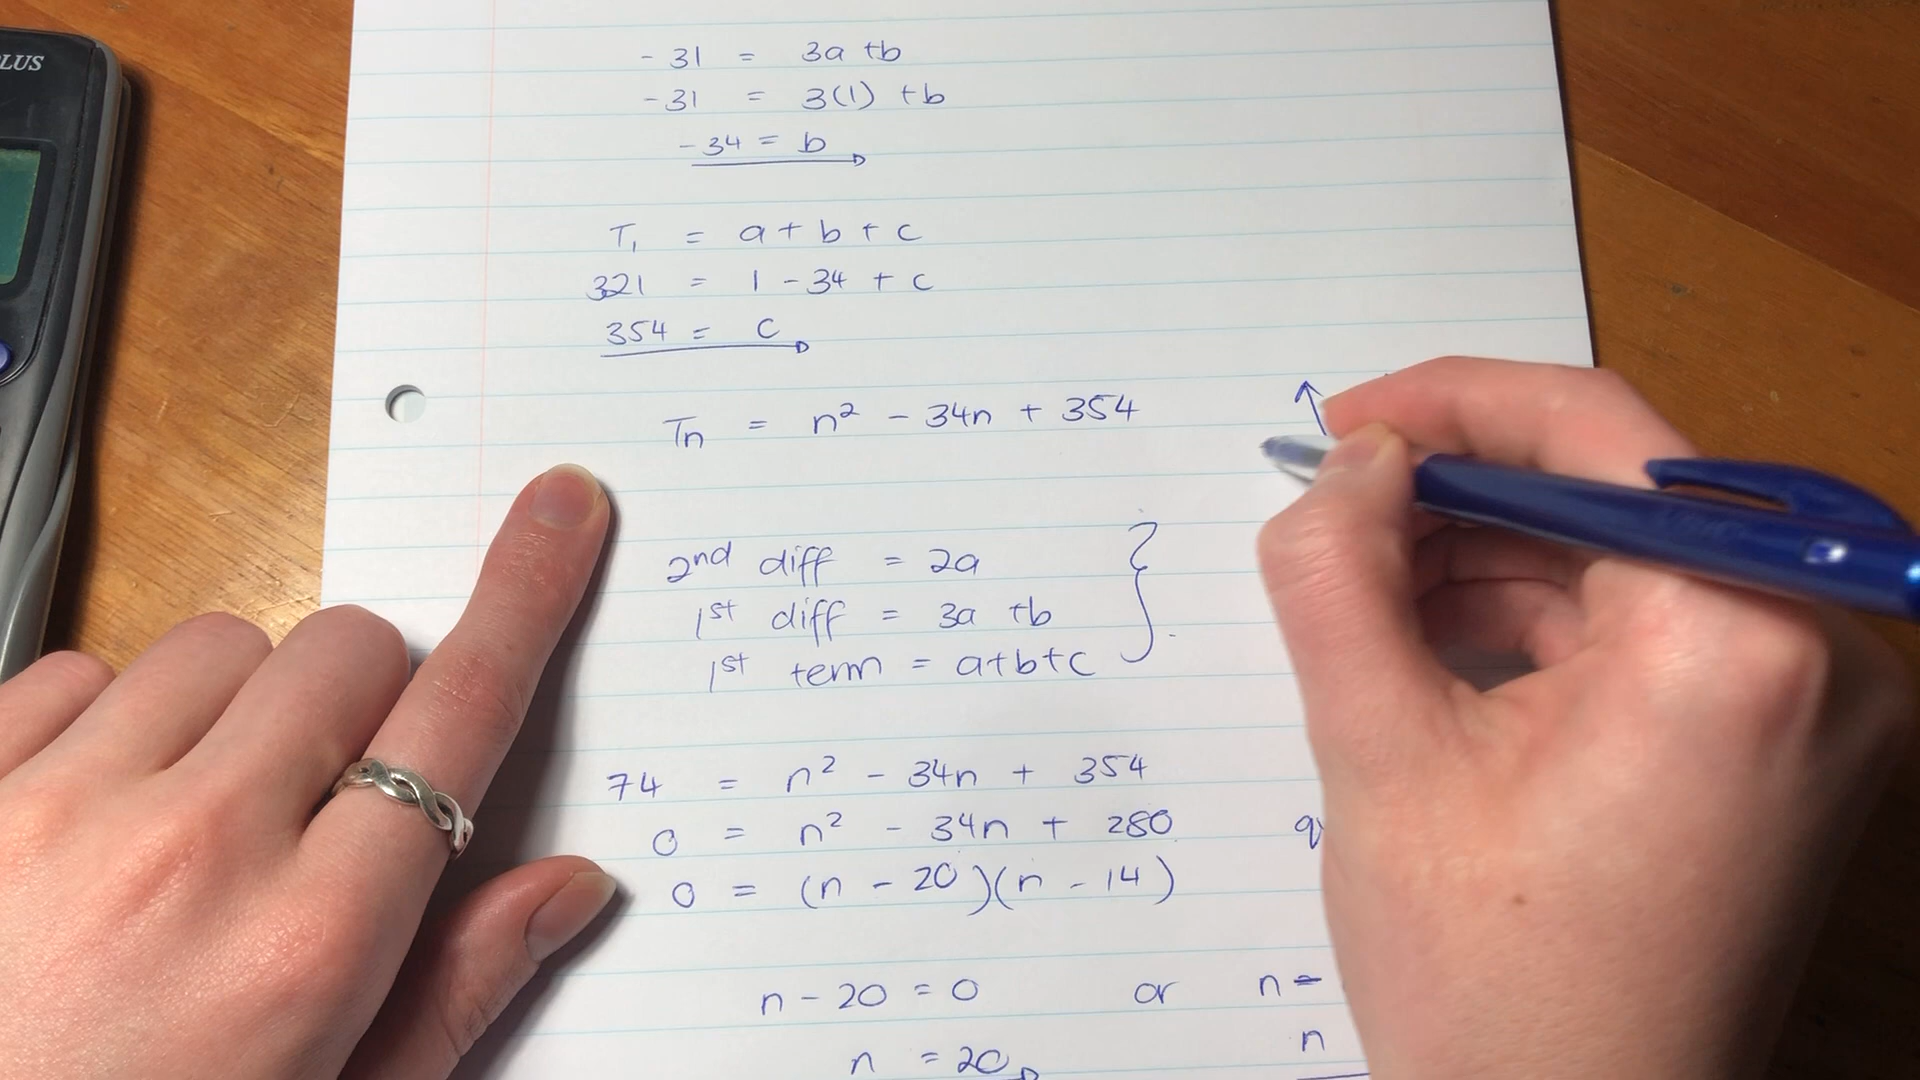 LUS
-31 = 3a + b
-31 = 3(1) + b
-34 = b
T₁ = a + b + c
321 = 1 - 34 + c
354 = c
Tn = n² - 34n + 354
2nd diff = 2a
1st diff = 3a + b
1st term = a+b+c
74 = n² - 34n + 354
0 = n² - 34n + 280
0 = (n - 20)(n - 14)
n - 20 = 0 or n -
n = 20 n